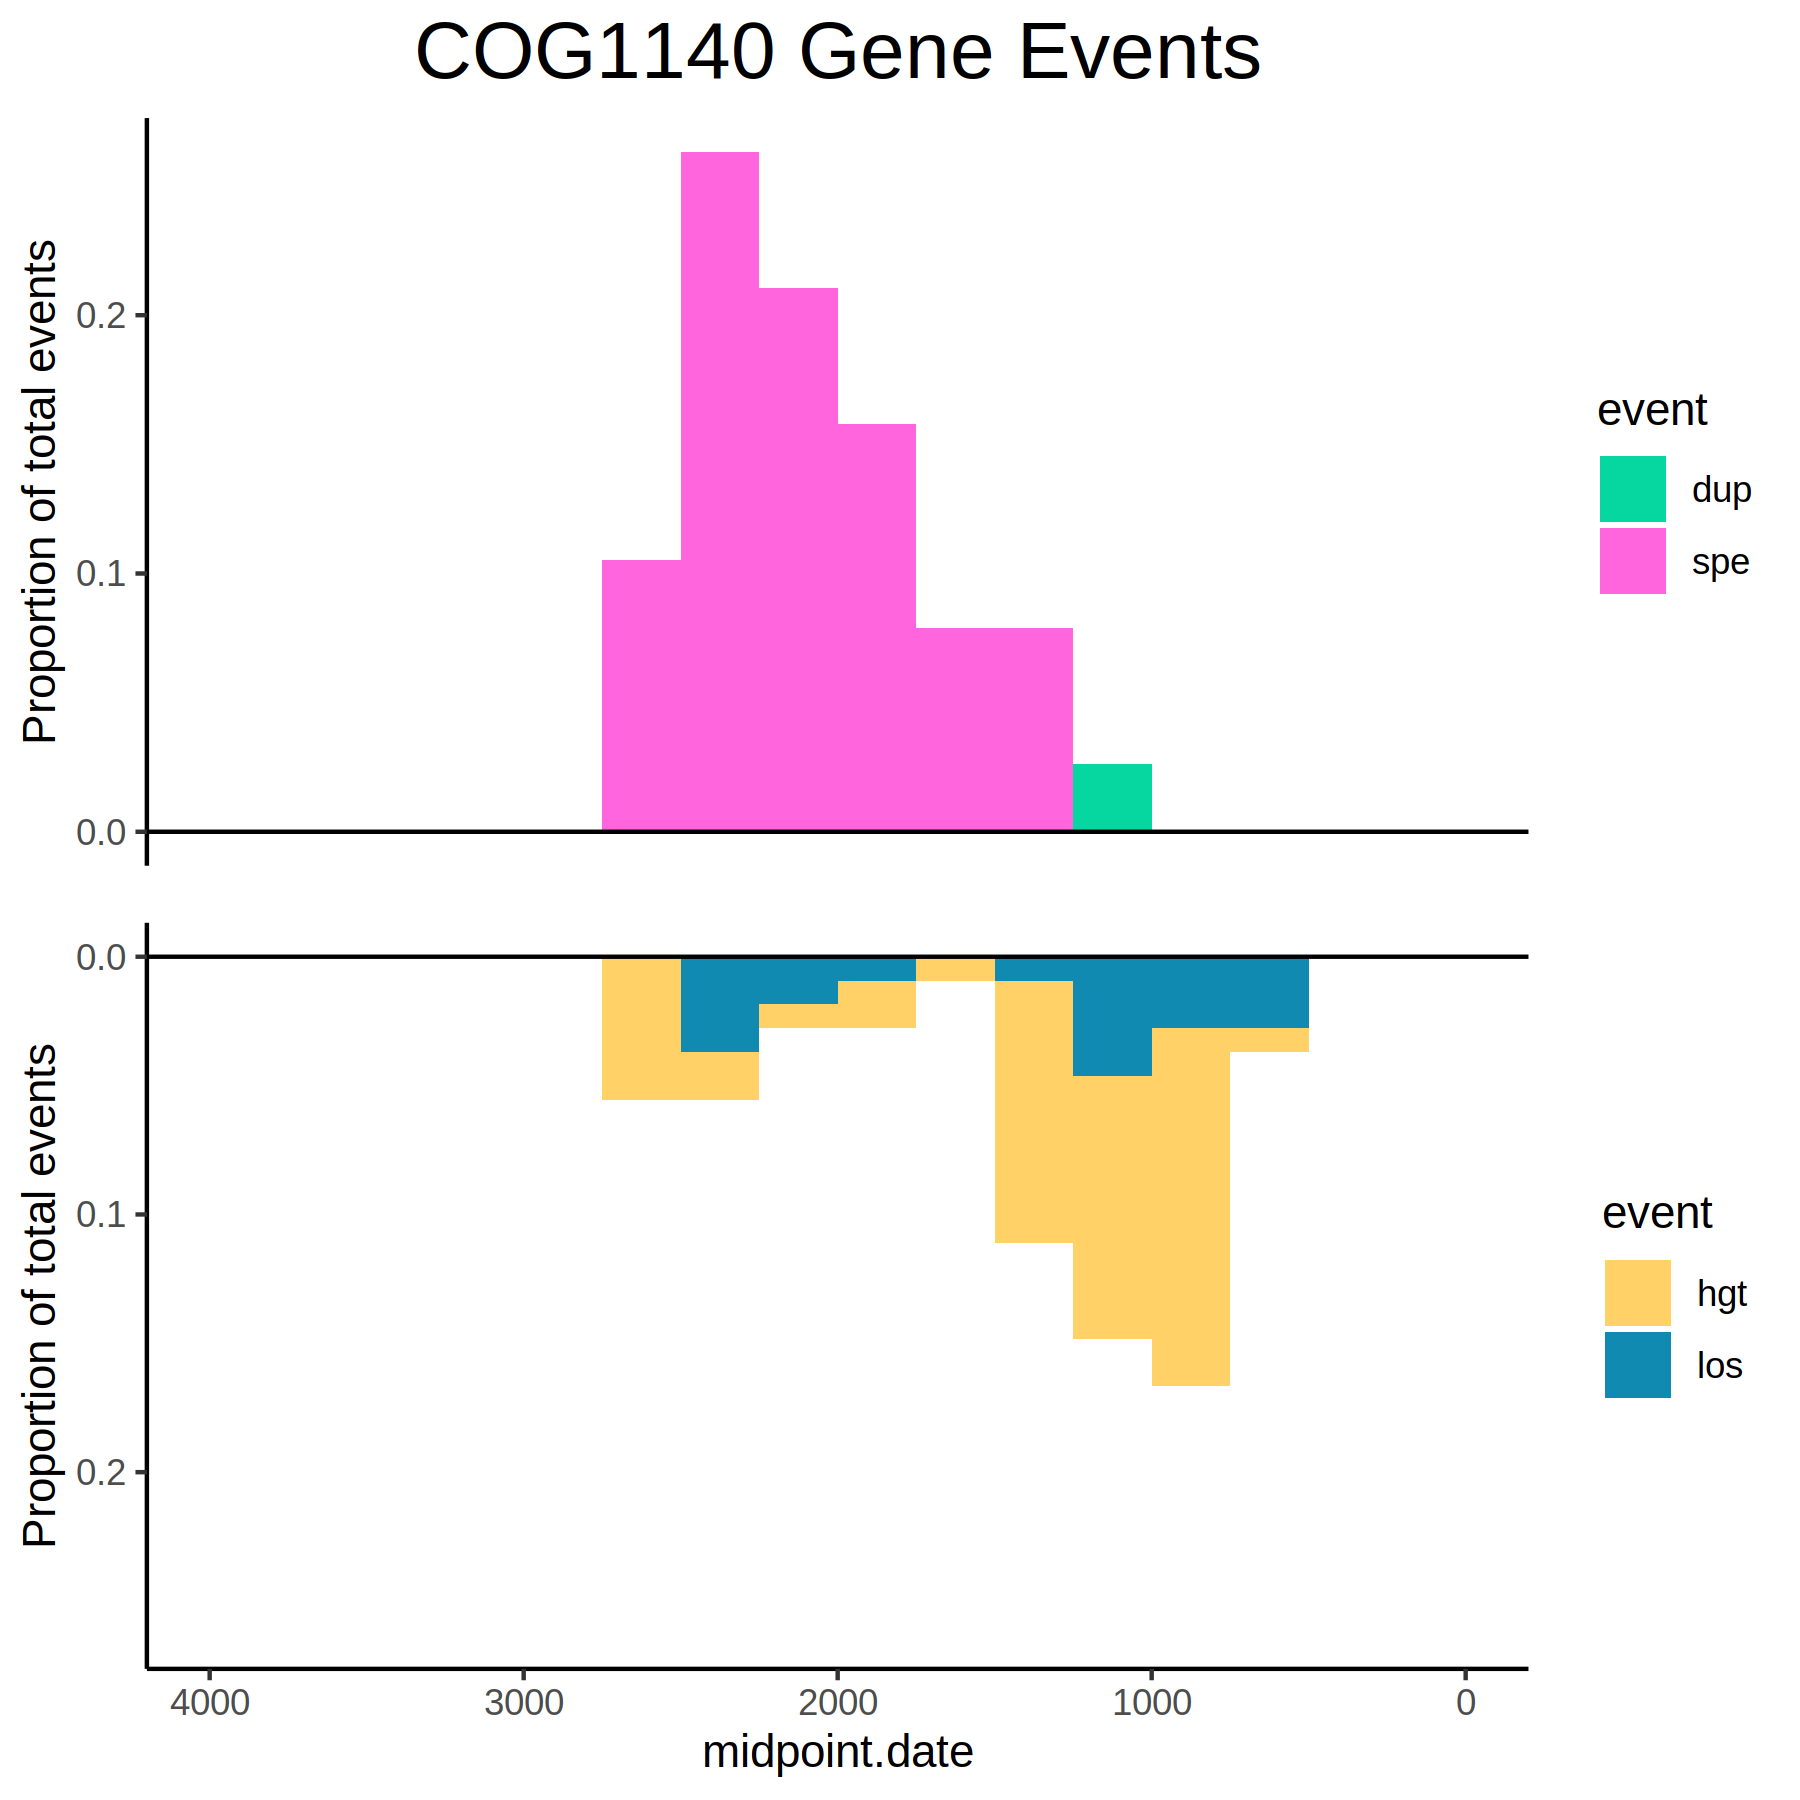 COG1140 Gene Events
Proportion of total events
0.2
0.1
0.0
event
dup
spe
Proportion of total events
0.0
0.1
0.2
event
hgt
los
4000 3000 2000 1000 0
midpoint.date